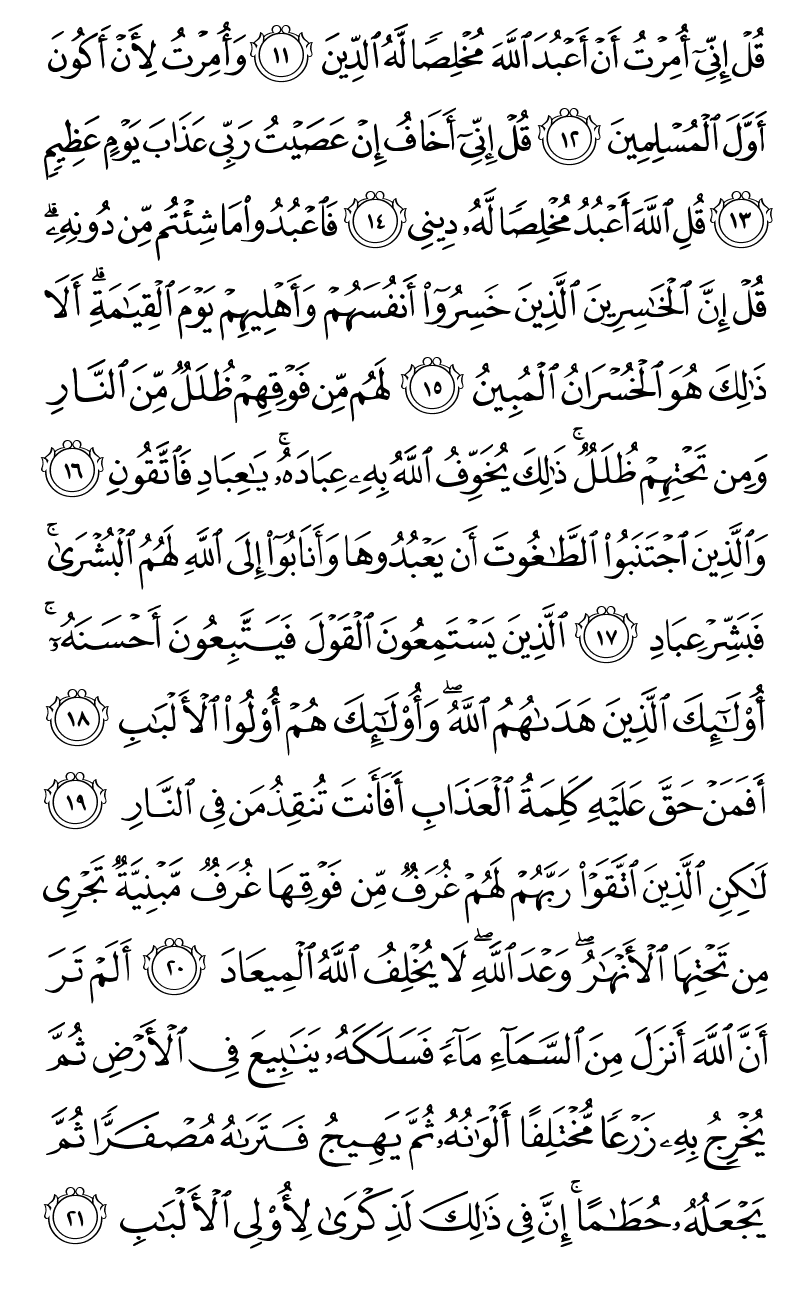 قُلۡ إِنِّيٓ أُمِرۡتُ أَنۡ أَعۡبُدَ ٱللَّهَ مُخۡلِصٗا لَّهُ ٱلدِّينَ ١١ وَأُمِرۡتُ لِأَنۡ أَكُونَ
أَوَّلَ ٱلۡمُسۡلِمِينَ ١٢ قُلۡ إِنِّيٓ أَخَافُ إِنۡ عَصَيۡتُ رَبِّي عَذَابَ يَوۡمٍ عَظِيمٖ
١٣ قُلِ ٱللَّهَ أَعۡبُدُ مُخۡلِصٗا لَّهُۥ دِينِي ١٤ فَٱعۡبُدُواْ مَا شِئۡتُم مِّن دُونِهِۦۗ
قُلۡ إِنَّ ٱلۡخَٰسِرِينَ ٱلَّذِينَ خَسِرُوٓاْ أَنفُسَهُمۡ وَأَهۡلِيهِمۡ يَوۡمَ ٱلۡقِيَٰمَةِۗ أَلَا
ذَٰلِكَ هُوَ ٱلۡخُسۡرَانُ ٱلۡمُبِينُ ١٥ لَهُم مِّن فَوۡقِهِمۡ ظُلَلٞ مِّنَ ٱلنَّارِ
وَمِن تَحۡتِهِمۡ ظُلَلٞۚ ذَٰلِكَ يُخَوِّفُ ٱللَّهُ بِهِۦ عِبَادَهُۥۚ يَٰعِبَادِ فَٱتَّقُونِ ١٦
وَٱلَّذِينَ ٱجۡتَنَبُواْ ٱلطَّٰغُوتَ أَن يَعۡبُدُوهَا وَأَنَابُوٓاْ إِلَى ٱللَّهِ لَهُمُ ٱلۡبُشۡرَىٰۚ
فَبَشِّرۡ عِبَادِ ١٧ ٱلَّذِينَ يَسۡتَمِعُونَ ٱلۡقَوۡلَ فَيَتَّبِعُونَ أَحۡسَنَهُۥٓۚ
أُوْلَٰٓئِكَ ٱلَّذِينَ هَدَىٰهُمُ ٱللَّهُۖ وَأُوْلَٰٓئِكَ هُمۡ أُوْلُواْ ٱلۡأَلۡبَٰبِ ١٨
أَفَمَنۡ حَقَّ عَلَيۡهِ كَلِمَةُ ٱلۡعَذَابِ أَفَأَنتَ تُنقِذُ مَن فِي ٱلنَّارِ ١٩
لَٰكِنِ ٱلَّذِينَ ٱتَّقَوۡاْ رَبَّهُمۡ لَهُمۡ غُرَفٞ مِّن فَوۡقِهَا غُرَفٞ مَّبۡنِيَّةٞ تَجۡرِي
مِن تَحۡتِهَا ٱلۡأَنۡهَٰرُۖ وَعۡدَ ٱللَّهِ لَا يُخۡلِفُ ٱللَّهُ ٱلۡمِيعَادَ ٢٠ أَلَمۡ تَرَ
أَنَّ ٱللَّهَ أَنزَلَ مِنَ ٱلسَّمَآءِ مَآءٗ فَسَلَكَهُۥ يَنَٰبِيعَ فِي ٱلۡأَرۡضِ ثُمَّ
يُخۡرِجُ بِهِۦ زَرۡعٗا مُّخۡتَلِفًا أَلۡوَٰنُهُۥ ثُمَّ يَهِيجُ فَتَرَىٰهُ مُصۡفَرّٗا ثُمَّ
يَجۡعَلُهُۥ حُطَٰمًاۚ إِنَّ فِي ذَٰلِكَ لَذِكۡرَىٰ لِأُوْلِي ٱلۡأَلۡبَٰبِ ٢١